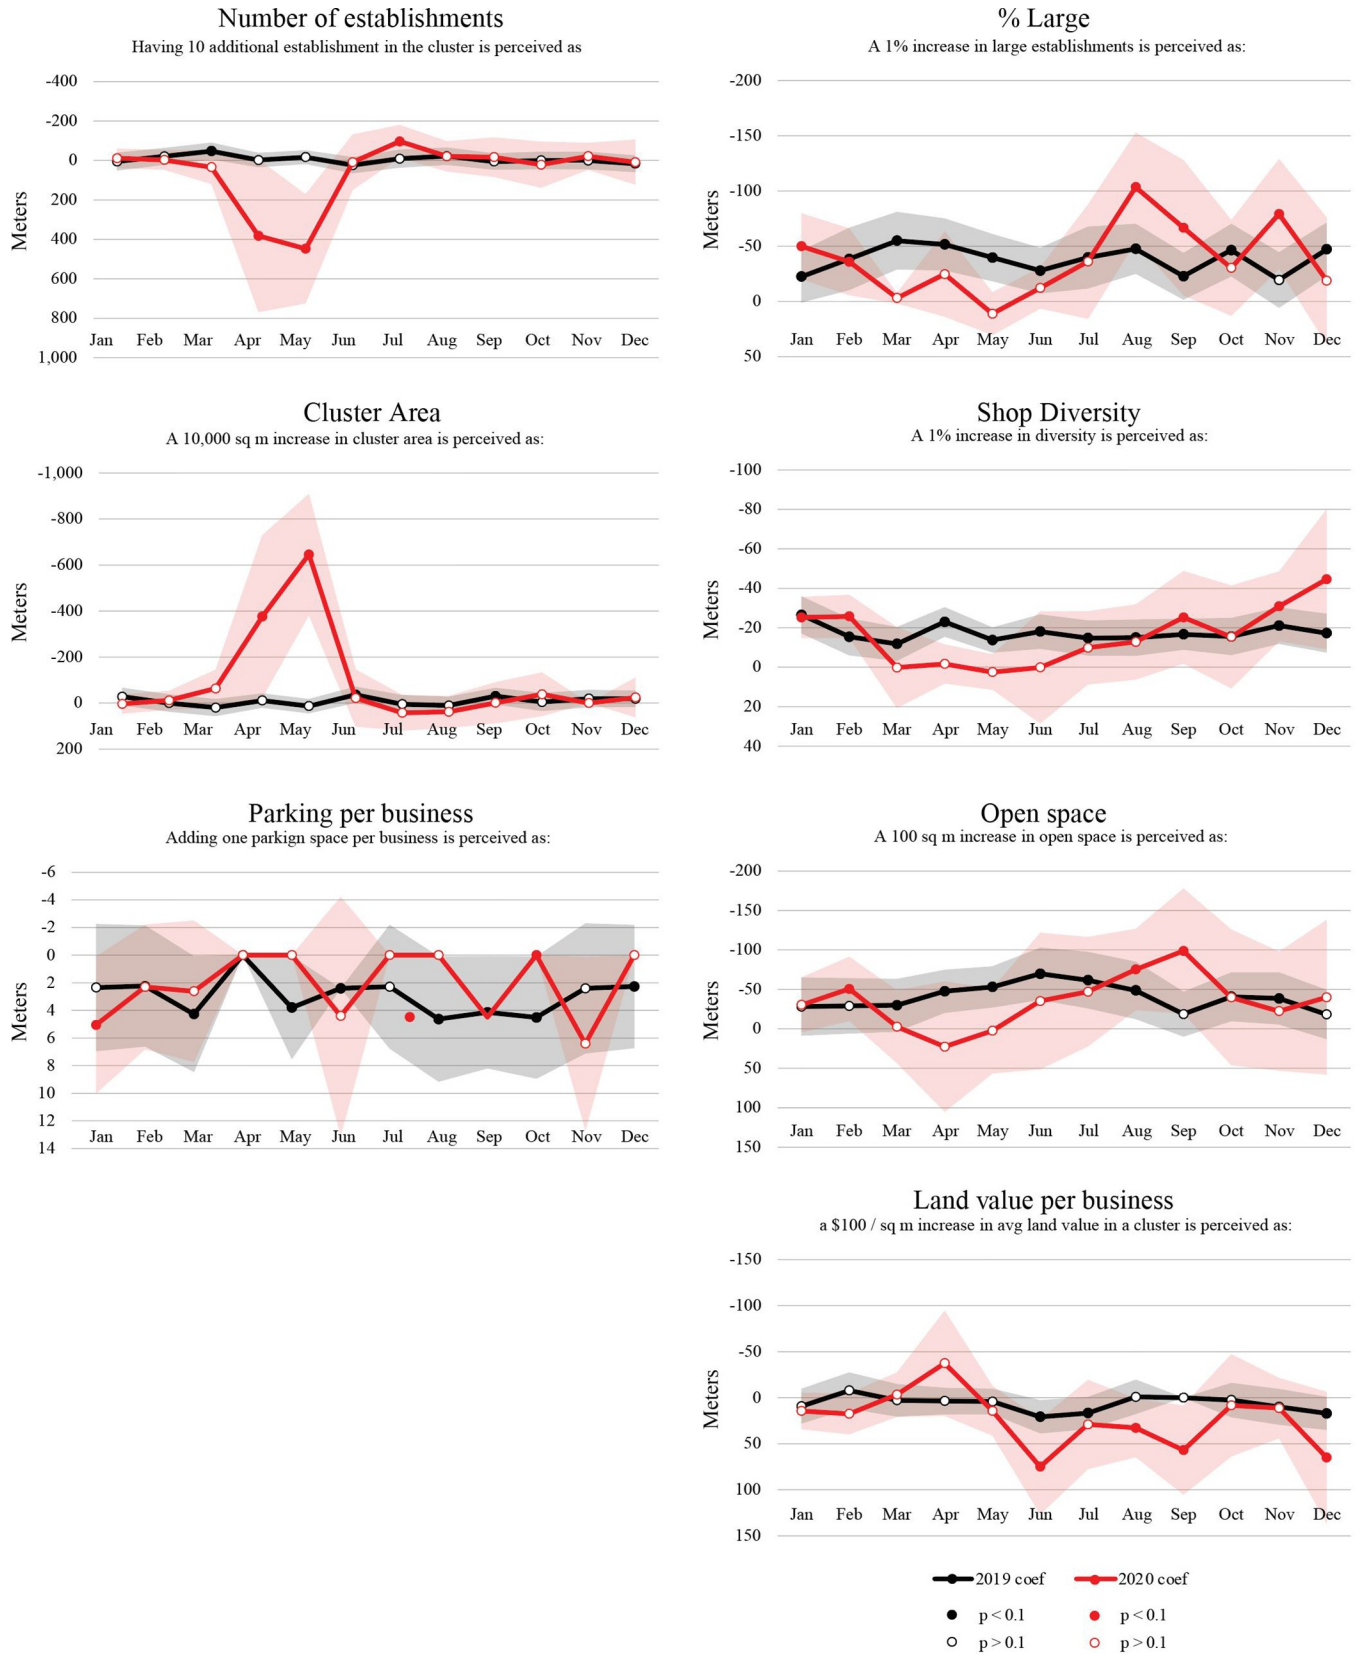 Number of establishments
Having 10 additional establishment in the cluster is perceived as
-400
-200
0
200
400
600
800
1,000
Meters
Jan Feb Mar Apr May Jun Jul Aug Sep Oct Nov Dec
% Large
A 1% increase in large establishments is perceived as:
-200
-150
-100
-50
0
50
Meters
Jan Feb Mar Apr May Jun Jul Aug Sep Oct Nov Dec
Cluster Area
A 10,000 sq m increase in cluster area is perceived as:
-1,000
-800
-600
-400
-200
0
200
Meters
Jan Feb Mar Apr May Jun Jul Aug Sep Oct Nov Dec
Shop Diversity
A 1% increase in diversity is perceived as:
-100
-80
-60
-40
-20
0
20
40
Meters
Jan Feb Mar Apr May Jun Jul Aug Sep Oct Nov Dec
Parking per business
Adding one parkign space per business is perceived as:
-6
-4
-2
0
2
4
6
8
10
12
14
Meters
Jan Feb Mar Apr May Jun Jul Aug Sep Oct Nov Dec
Open space
A 100 sq m increase in open space is perceived as:
-200
-150
-100
-50
0
50
100
150
Meters
Jan Feb Mar Apr May Jun Jul Aug Sep Oct Nov Dec
Land value per business
a $100 / sq m increase in avg land value in a cluster is perceived as:
-150
-100
-50
0
50
100
150
Meters
Jan Feb Mar Apr May Jun Jul Aug Sep Oct Nov Dec
2019 coef 2020 coef
p < 0.1 p < 0.1
p > 0.1 p > 0.1